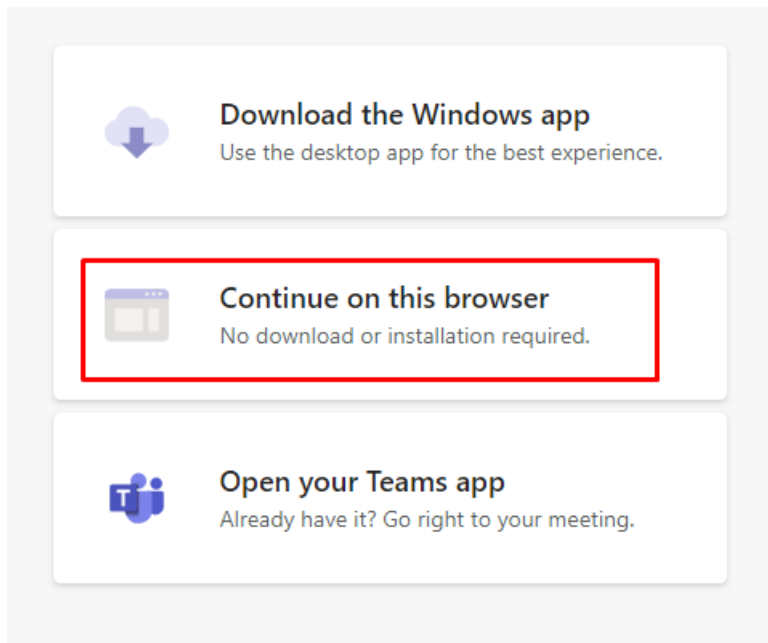 Download the Windows app
Use the desktop app for the best experience.
Continue on this browser
No download or installation required.
Open your Teams app
Already have it? Go right to your meeting.